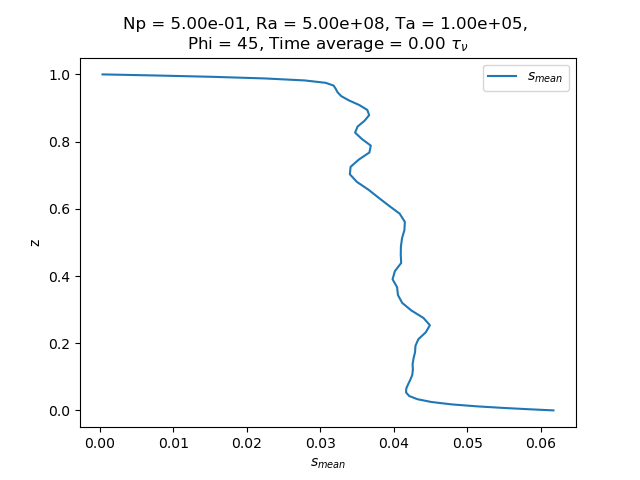 Np = 5.00e-01, Ra = 5.00e+08, Ta = 1.00e+05,
Phi = 45, Time average = 0.00 τ_ν
s_mean
1.0
0.8
0.6
0.4
0.2
0.0
z
0.00 0.01 0.02 0.03 0.04 0.05 0.06
s_mean